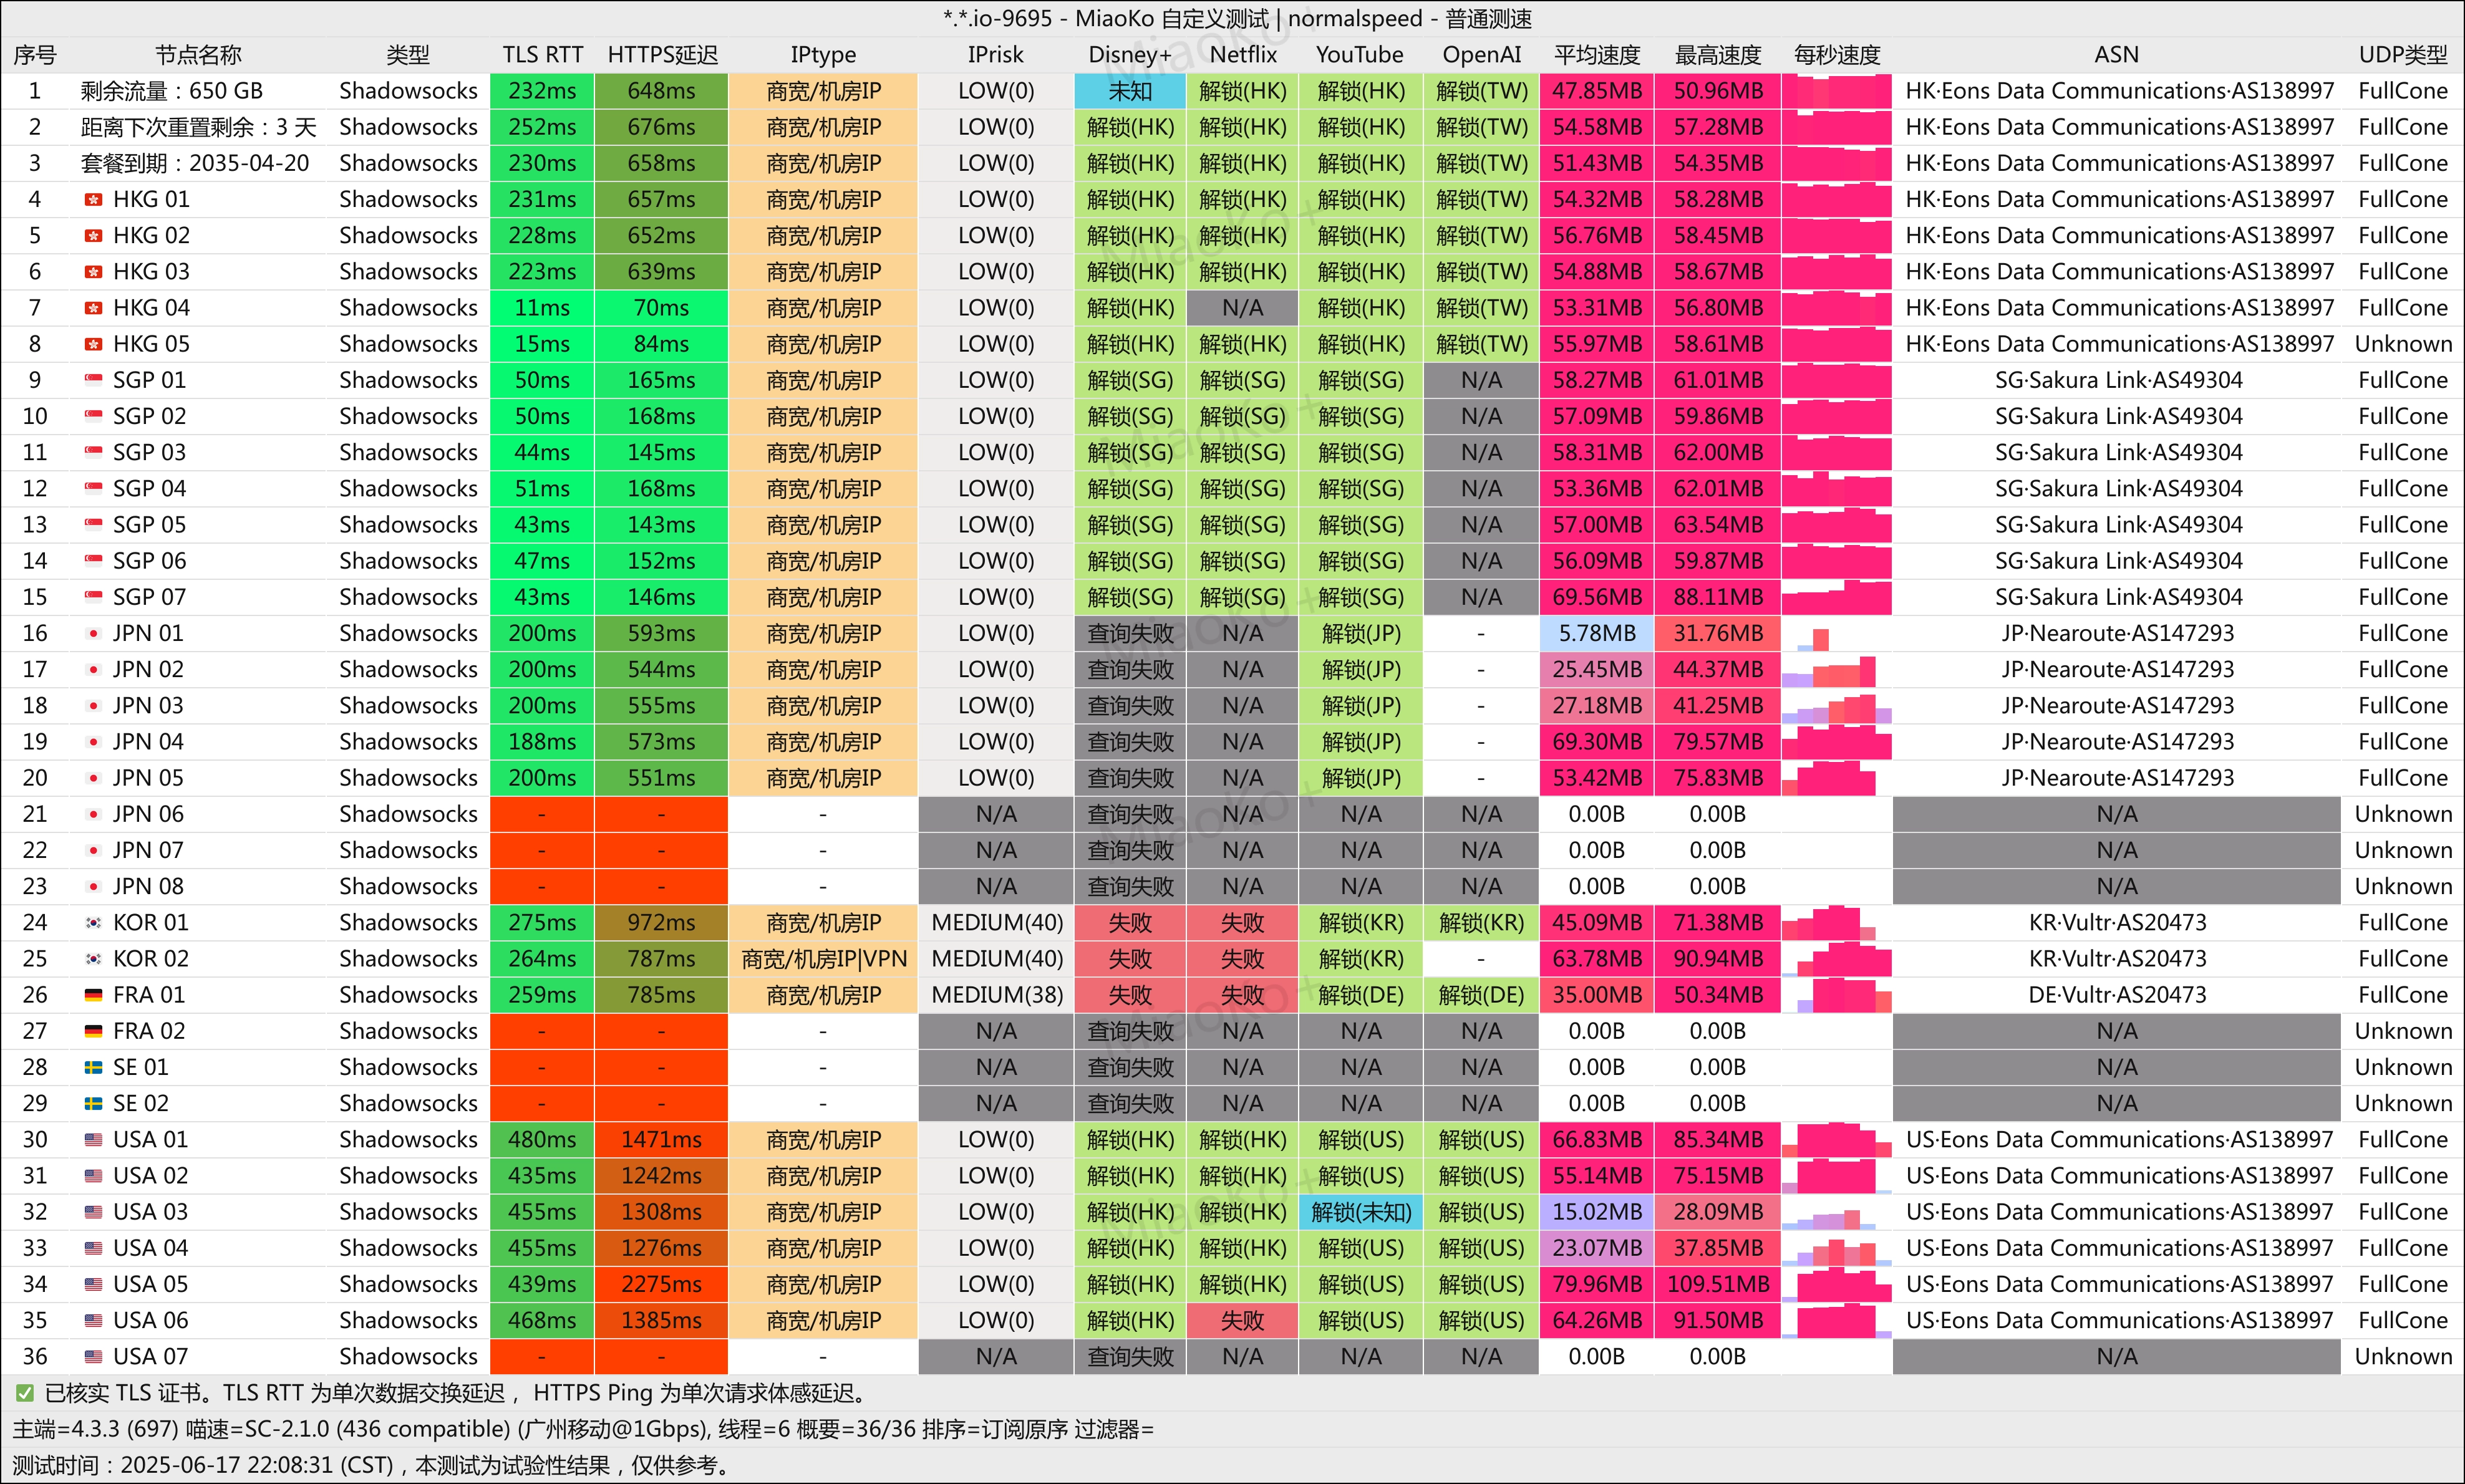 *.*.io-9695 - MiaoKo 自定义测试 | normalspeed - 普通测速
序号 节点名称 类型 TLS RTT HTTPS延迟 IPtype IPrisk Disney+ Netflix YouTube OpenAI 平均速度 最高速度 每秒速度 ASN UDP类型
1 剩余流量：650 GB Shadowsocks 232ms 648ms 商宽/机房IP LOW(0) 未知 解锁(HK) 解锁(HK) 解锁(TW) 47.85MB 50.96MB HK·Eons Data Communications·AS138997 FullCone
2 距离下次重置剩余：3 天 Shadowsocks 252ms 676ms 商宽/机房IP LOW(0) 解锁(HK) 解锁(HK) 解锁(HK) 解锁(TW) 54.58MB 57.28MB HK·Eons Data Communications·AS138997 FullCone
3 套餐到期：2035-04-20 Shadowsocks 230ms 658ms 商宽/机房IP LOW(0) 解锁(HK) 解锁(HK) 解锁(HK) 解锁(TW) 51.43MB 54.35MB HK·Eons Data Communications·AS138997 FullCone
4 HKG 01 Shadowsocks 231ms 657ms 商宽/机房IP LOW(0) 解锁(HK) 解锁(HK) 解锁(HK) 解锁(TW) 54.32MB 58.28MB HK·Eons Data Communications·AS138997 FullCone
5 HKG 02 Shadowsocks 228ms 652ms 商宽/机房IP LOW(0) 解锁(HK) 解锁(HK) 解锁(HK) 解锁(TW) 56.76MB 58.45MB HK·Eons Data Communications·AS138997 FullCone
6 HKG 03 Shadowsocks 223ms 639ms 商宽/机房IP LOW(0) 解锁(HK) 解锁(HK) 解锁(HK) 解锁(TW) 54.88MB 58.67MB HK·Eons Data Communications·AS138997 FullCone
7 HKG 04 Shadowsocks 11ms 70ms 商宽/机房IP LOW(0) 解锁(HK) N/A 解锁(HK) 解锁(TW) 53.31MB 56.80MB HK·Eons Data Communications·AS138997 FullCone
8 HKG 05 Shadowsocks 15ms 84ms 商宽/机房IP LOW(0) 解锁(HK) 解锁(HK) 解锁(HK) 解锁(TW) 55.97MB 58.61MB HK·Eons Data Communications·AS138997 Unknown
9 SGP 01 Shadowsocks 50ms 165ms 商宽/机房IP LOW(0) 解锁(SG) 解锁(SG) 解锁(SG) N/A 58.27MB 61.01MB SG·Sakura Link·AS49304 FullCone
10 SGP 02 Shadowsocks 50ms 168ms 商宽/机房IP LOW(0) 解锁(SG) 解锁(SG) 解锁(SG) N/A 57.09MB 59.86MB SG·Sakura Link·AS49304 FullCone
11 SGP 03 Shadowsocks 44ms 145ms 商宽/机房IP LOW(0) 解锁(SG) 解锁(SG) 解锁(SG) N/A 58.31MB 62.00MB SG·Sakura Link·AS49304 FullCone
12 SGP 04 Shadowsocks 51ms 168ms 商宽/机房IP LOW(0) 解锁(SG) 解锁(SG) 解锁(SG) N/A 53.36MB 62.01MB SG·Sakura Link·AS49304 FullCone
13 SGP 05 Shadowsocks 43ms 143ms 商宽/机房IP LOW(0) 解锁(SG) 解锁(SG) 解锁(SG) N/A 57.00MB 63.54MB SG·Sakura Link·AS49304 FullCone
14 SGP 06 Shadowsocks 47ms 152ms 商宽/机房IP LOW(0) 解锁(SG) 解锁(SG) 解锁(SG) N/A 56.09MB 59.87MB SG·Sakura Link·AS49304 FullCone
15 SGP 07 Shadowsocks 43ms 146ms 商宽/机房IP LOW(0) 解锁(SG) 解锁(SG) 解锁(SG) N/A 69.56MB 88.11MB SG·Sakura Link·AS49304 FullCone
16 JPN 01 Shadowsocks 200ms 593ms 商宽/机房IP LOW(0) 查询失败 N/A 解锁(JP) - 5.78MB 31.76MB JP·Nearoute·AS147293 FullCone
17 JPN 02 Shadowsocks 200ms 544ms 商宽/机房IP LOW(0) 查询失败 N/A 解锁(JP) - 25.45MB 44.37MB JP·Nearoute·AS147293 FullCone
18 JPN 03 Shadowsocks 200ms 555ms 商宽/机房IP LOW(0) 查询失败 N/A 解锁(JP) - 27.18MB 41.25MB JP·Nearoute·AS147293 FullCone
19 JPN 04 Shadowsocks 188ms 573ms 商宽/机房IP LOW(0) 查询失败 N/A 解锁(JP) - 69.30MB 79.57MB JP·Nearoute·AS147293 FullCone
20 JPN 05 Shadowsocks 200ms 551ms 商宽/机房IP LOW(0) 查询失败 N/A 解锁(JP) - 53.42MB 75.83MB JP·Nearoute·AS147293 FullCone
21 JPN 06 Shadowsocks - - - N/A 查询失败 N/A N/A N/A 0.00B 0.00B N/A Unknown
22 JPN 07 Shadowsocks - - - N/A 查询失败 N/A N/A N/A 0.00B 0.00B N/A Unknown
23 JPN 08 Shadowsocks - - - N/A 查询失败 N/A N/A N/A 0.00B 0.00B N/A Unknown
24 KOR 01 Shadowsocks 275ms 972ms 商宽/机房IP MEDIUM(40) 失败 失败 解锁(KR) 解锁(KR) 45.09MB 71.38MB KR·Vultr·AS20473 FullCone
25 KOR 02 Shadowsocks 264ms 787ms 商宽/机房IP|VPN MEDIUM(40) 失败 失败 解锁(KR) - 63.78MB 90.94MB KR·Vultr·AS20473 FullCone
26 FRA 01 Shadowsocks 259ms 785ms 商宽/机房IP MEDIUM(38) 失败 失败 解锁(DE) 解锁(DE) 35.00MB 50.34MB DE·Vultr·AS20473 FullCone
27 FRA 02 Shadowsocks - - - N/A 查询失败 N/A N/A N/A 0.00B 0.00B N/A Unknown
28 SE 01 Shadowsocks - - - N/A 查询失败 N/A N/A N/A 0.00B 0.00B N/A Unknown
29 SE 02 Shadowsocks - - - N/A 查询失败 N/A N/A N/A 0.00B 0.00B N/A Unknown
30 USA 01 Shadowsocks 480ms 1471ms 商宽/机房IP LOW(0) 解锁(HK) 解锁(HK) 解锁(US) 解锁(US) 66.83MB 85.34MB US·Eons Data Communications·AS138997 FullCone
31 USA 02 Shadowsocks 435ms 1242ms 商宽/机房IP LOW(0) 解锁(HK) 解锁(HK) 解锁(US) 解锁(US) 55.14MB 75.15MB US·Eons Data Communications·AS138997 FullCone
32 USA 03 Shadowsocks 455ms 1308ms 商宽/机房IP LOW(0) 解锁(HK) 解锁(HK) 解锁(未知) 解锁(US) 15.02MB 28.09MB US·Eons Data Communications·AS138997 FullCone
33 USA 04 Shadowsocks 455ms 1276ms 商宽/机房IP LOW(0) 解锁(HK) 解锁(HK) 解锁(US) 解锁(US) 23.07MB 37.85MB US·Eons Data Communications·AS138997 FullCone
34 USA 05 Shadowsocks 439ms 2275ms 商宽/机房IP LOW(0) 解锁(HK) 解锁(HK) 解锁(US) 解锁(US) 79.96MB 109.51MB US·Eons Data Communications·AS138997 FullCone
35 USA 06 Shadowsocks 468ms 1385ms 商宽/机房IP LOW(0) 解锁(HK) 失败 解锁(US) 解锁(US) 64.26MB 91.50MB US·Eons Data Communications·AS138997 FullCone
36 USA 07 Shadowsocks - - - N/A 查询失败 N/A N/A N/A 0.00B 0.00B N/A Unknown
✅ 已核实 TLS 证书。TLS RTT 为单次数据交换延迟，HTTPS Ping 为单次请求体感延迟。
主端=4.3.3 (697) 喵速=SC-2.1.0 (436 compatible) (广州移动@1Gbps), 线程=6 概要=36/36 排序=订阅原序 过滤器=
测试时间：2025-06-17 22:08:31 (CST)，本测试为试验性结果，仅供参考。